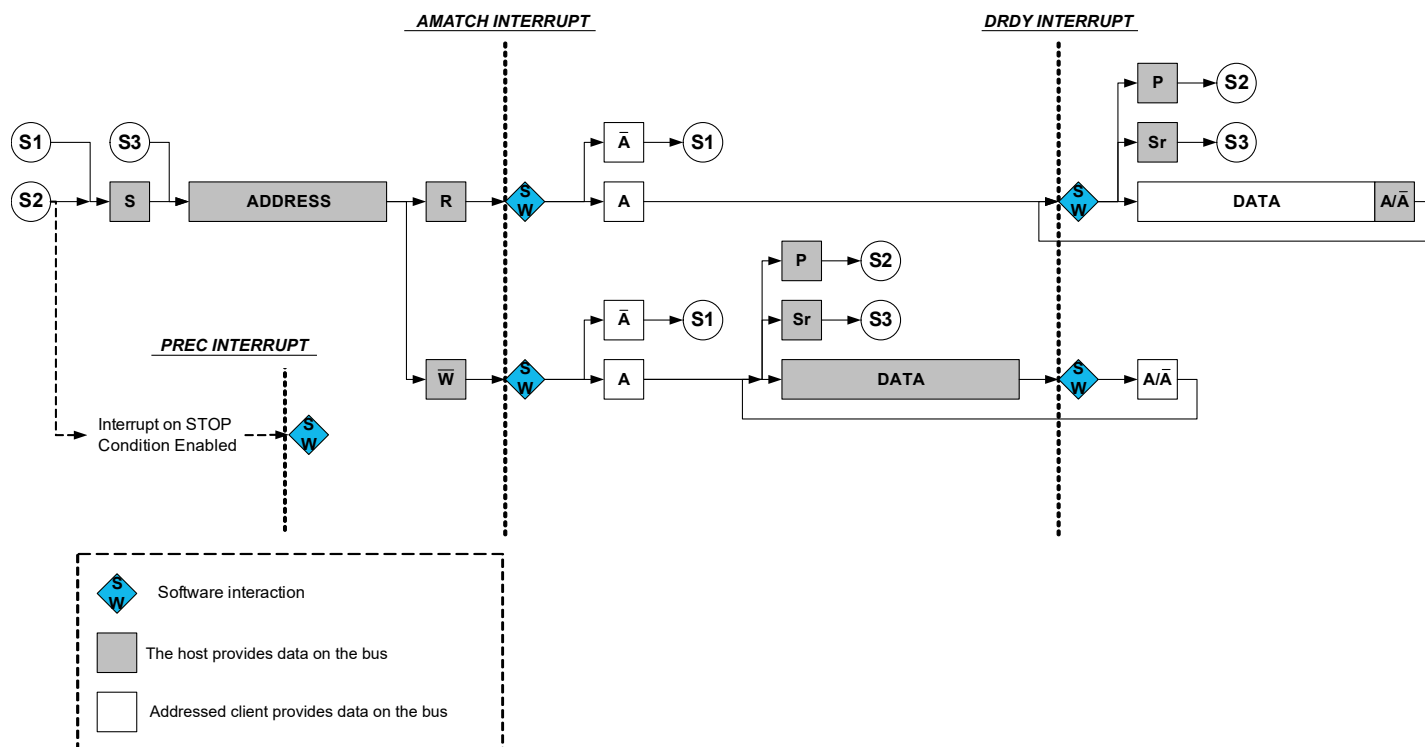 AMATCH INTERRUPT
DRDY INTERRUPT
P
S2
S1
S3
A̅
S1
Sr
S3
S2
S
ADDRESS
R
S
W
A
S
W
DATA
A/A̅
P
S2
A̅
S1
Sr
S3
PREC INTERRUPT
W̅
S
W
A
DATA
S
W
A/A̅
Interrupt on STOP
Condition Enabled
S
W
S
W
Software interaction
The host provides data on the bus
Addressed client provides data on the bus